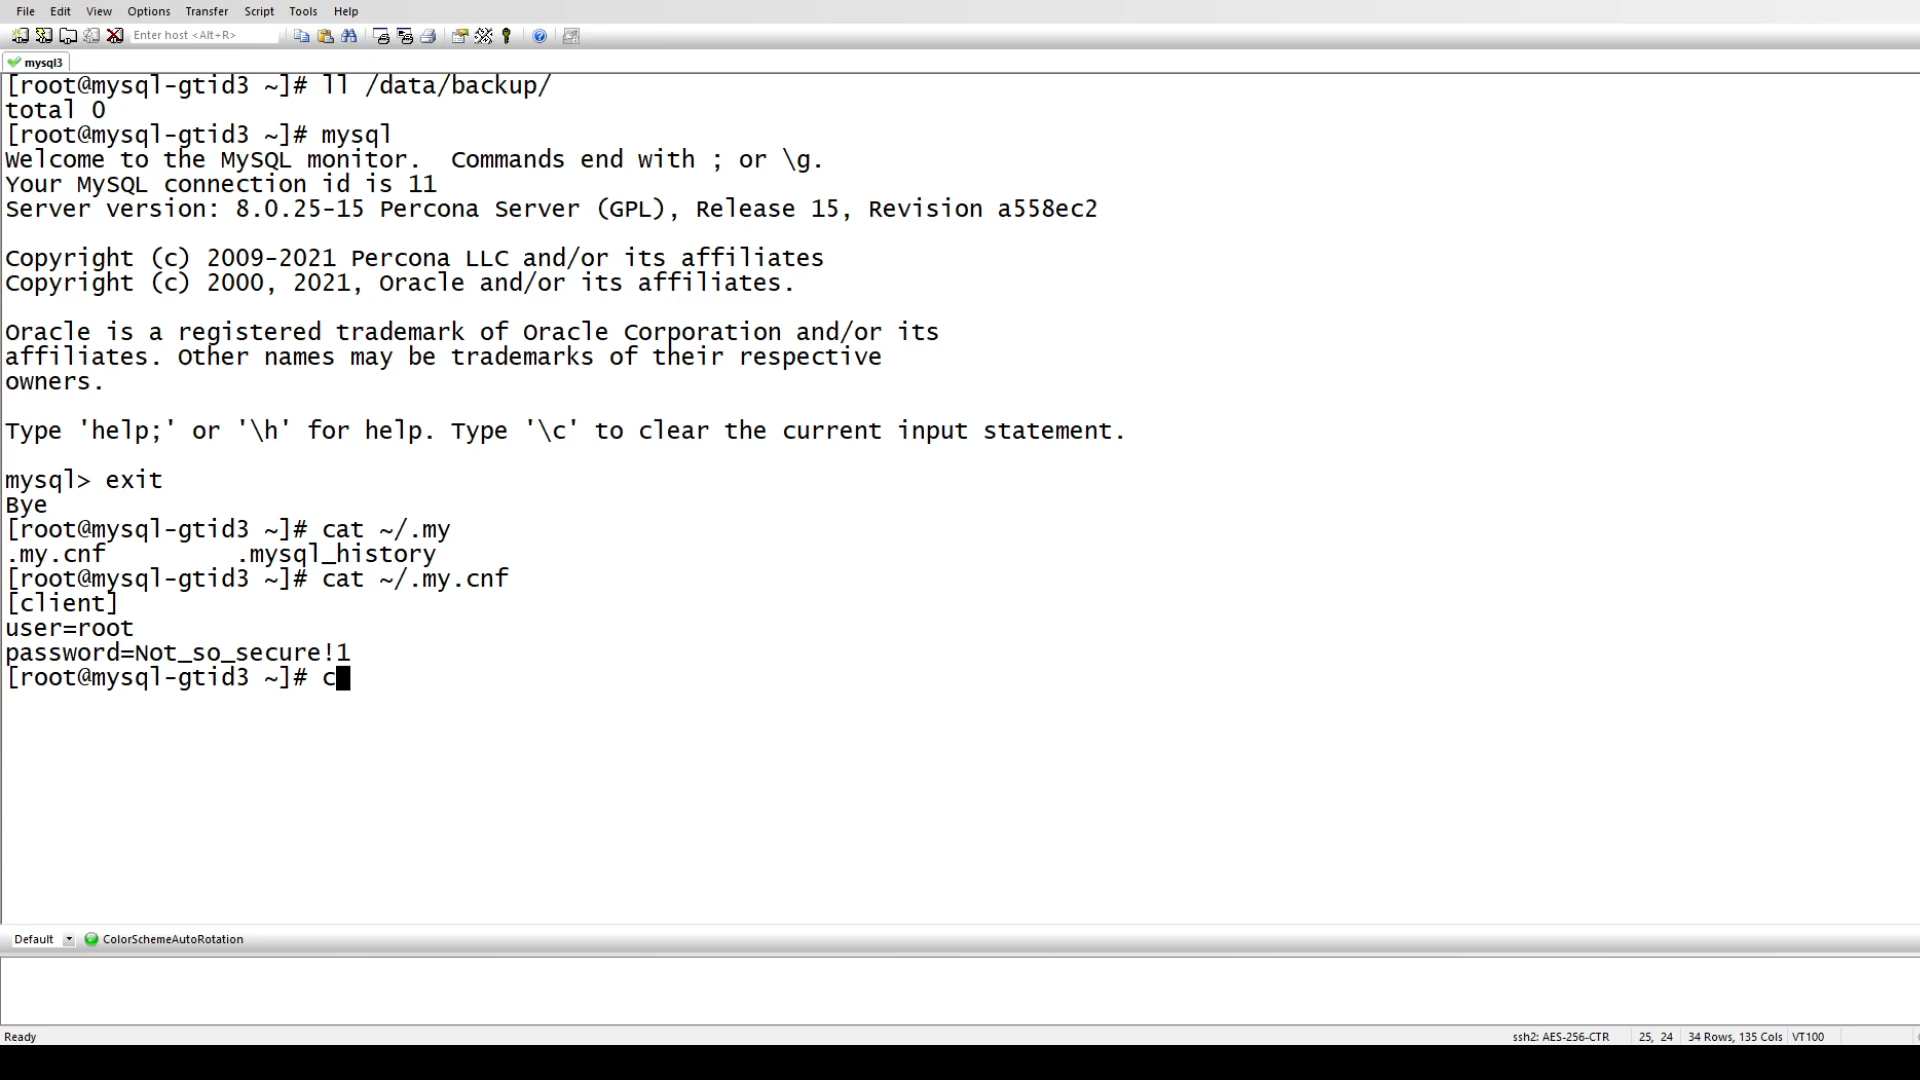 File Edit View Options Transfer Script Tools Help
Enter host <Alt+R>
mysql3
[root@mysql-gtid3 ~]# ll /data/backup/
total 0
[root@mysql-gtid3 ~]# mysql
Welcome to the MySQL monitor.  Commands end with ; or \g.
Your MySQL connection id is 11
Server version: 8.0.25-15 Percona Server (GPL), Release 15, Revision a558ec2
Copyright (c) 2009-2021 Percona LLC and/or its affiliates
Copyright (c) 2000, 2021, Oracle and/or its affiliates.
Oracle is a registered trademark of Oracle Corporation and/or its
affiliates. Other names may be trademarks of their respective
owners.
Type 'help;' or '\h' for help. Type '\c' to clear the current input statement.
mysql> exit
Bye
[root@mysql-gtid3 ~]# cat ~/.my
.my.cnf         .mysql_history
[root@mysql-gtid3 ~]# cat ~/.my.cnf
[client]
user=root
password=Not_so_secure!1
[root@mysql-gtid3 ~]# c
Default ColorSchemeAutoRotation
Ready ssh2: AES-256-CTR 25, 24 34 Rows, 135 Cols VT100